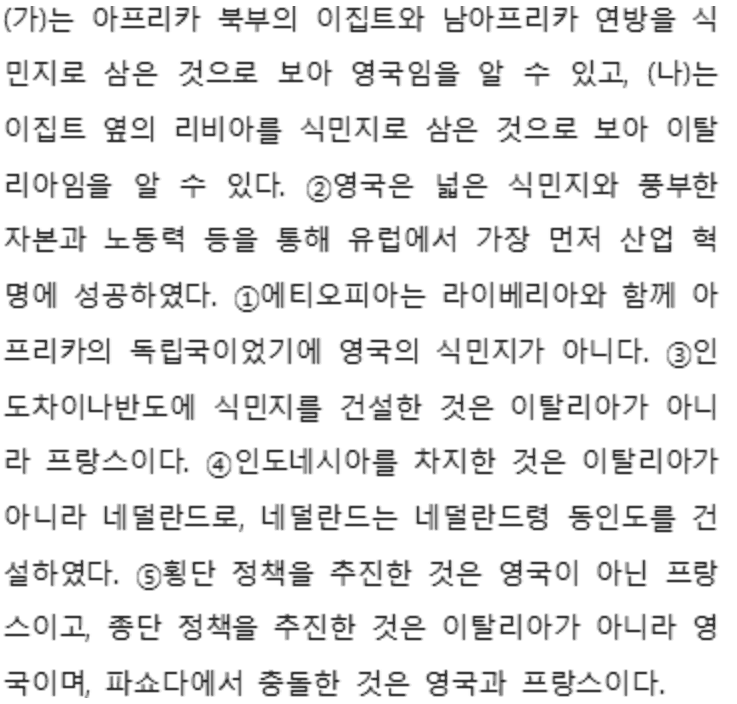 (가)는 아프리카 북부의 이집트와 남아프리카 연방을 식
민지로 삼은 것으로 보아 영국임을 알 수 있고, (나)는
이집트 옆의 리비아를 식민지로 삼은 것으로 보아 이탈
리아임을 알 수 있다. ②영국은 넓은 식민지와 풍부한
자본과 노동력 등을 통해 유럽에서 가장 먼저 산업 혁
명에 성공하였다. ①에티오피아는 라이베리아와 함께 아
프리카의 독립국이었기에 영국의 식민지가 아니다. ③인
도차이나반도에 식민지를 건설한 것은 이탈리아가 아니
라 프랑스이다. ④인도네시아를 차지한 것은 이탈리아가
아니라 네덜란드로, 네덜란드는 네덜란드령 동인도를 건
설하였다. ⑤횡단 정책을 추진한 것은 영국이 아닌 프랑
스이고, 종단 정책을 추진한 것은 이탈리아가 아니라 영
국이며, 파쇼다에서 충돌한 것은 영국과 프랑스이다.